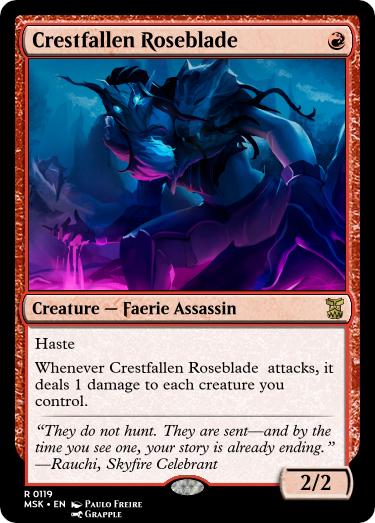 Crestfallen Roseblade
Creature — Faerie Assassin
Haste
Whenever Crestfallen Roseblade  attacks, it
deals 1 damage to each creature you
control.
“They do not hunt. They are sent—and by the
time you see one, your story is already ending.”
—Rauchi, Skyfire Celebrant
2/2
R 0119
MSK • EN Paulo Freire
Grapple